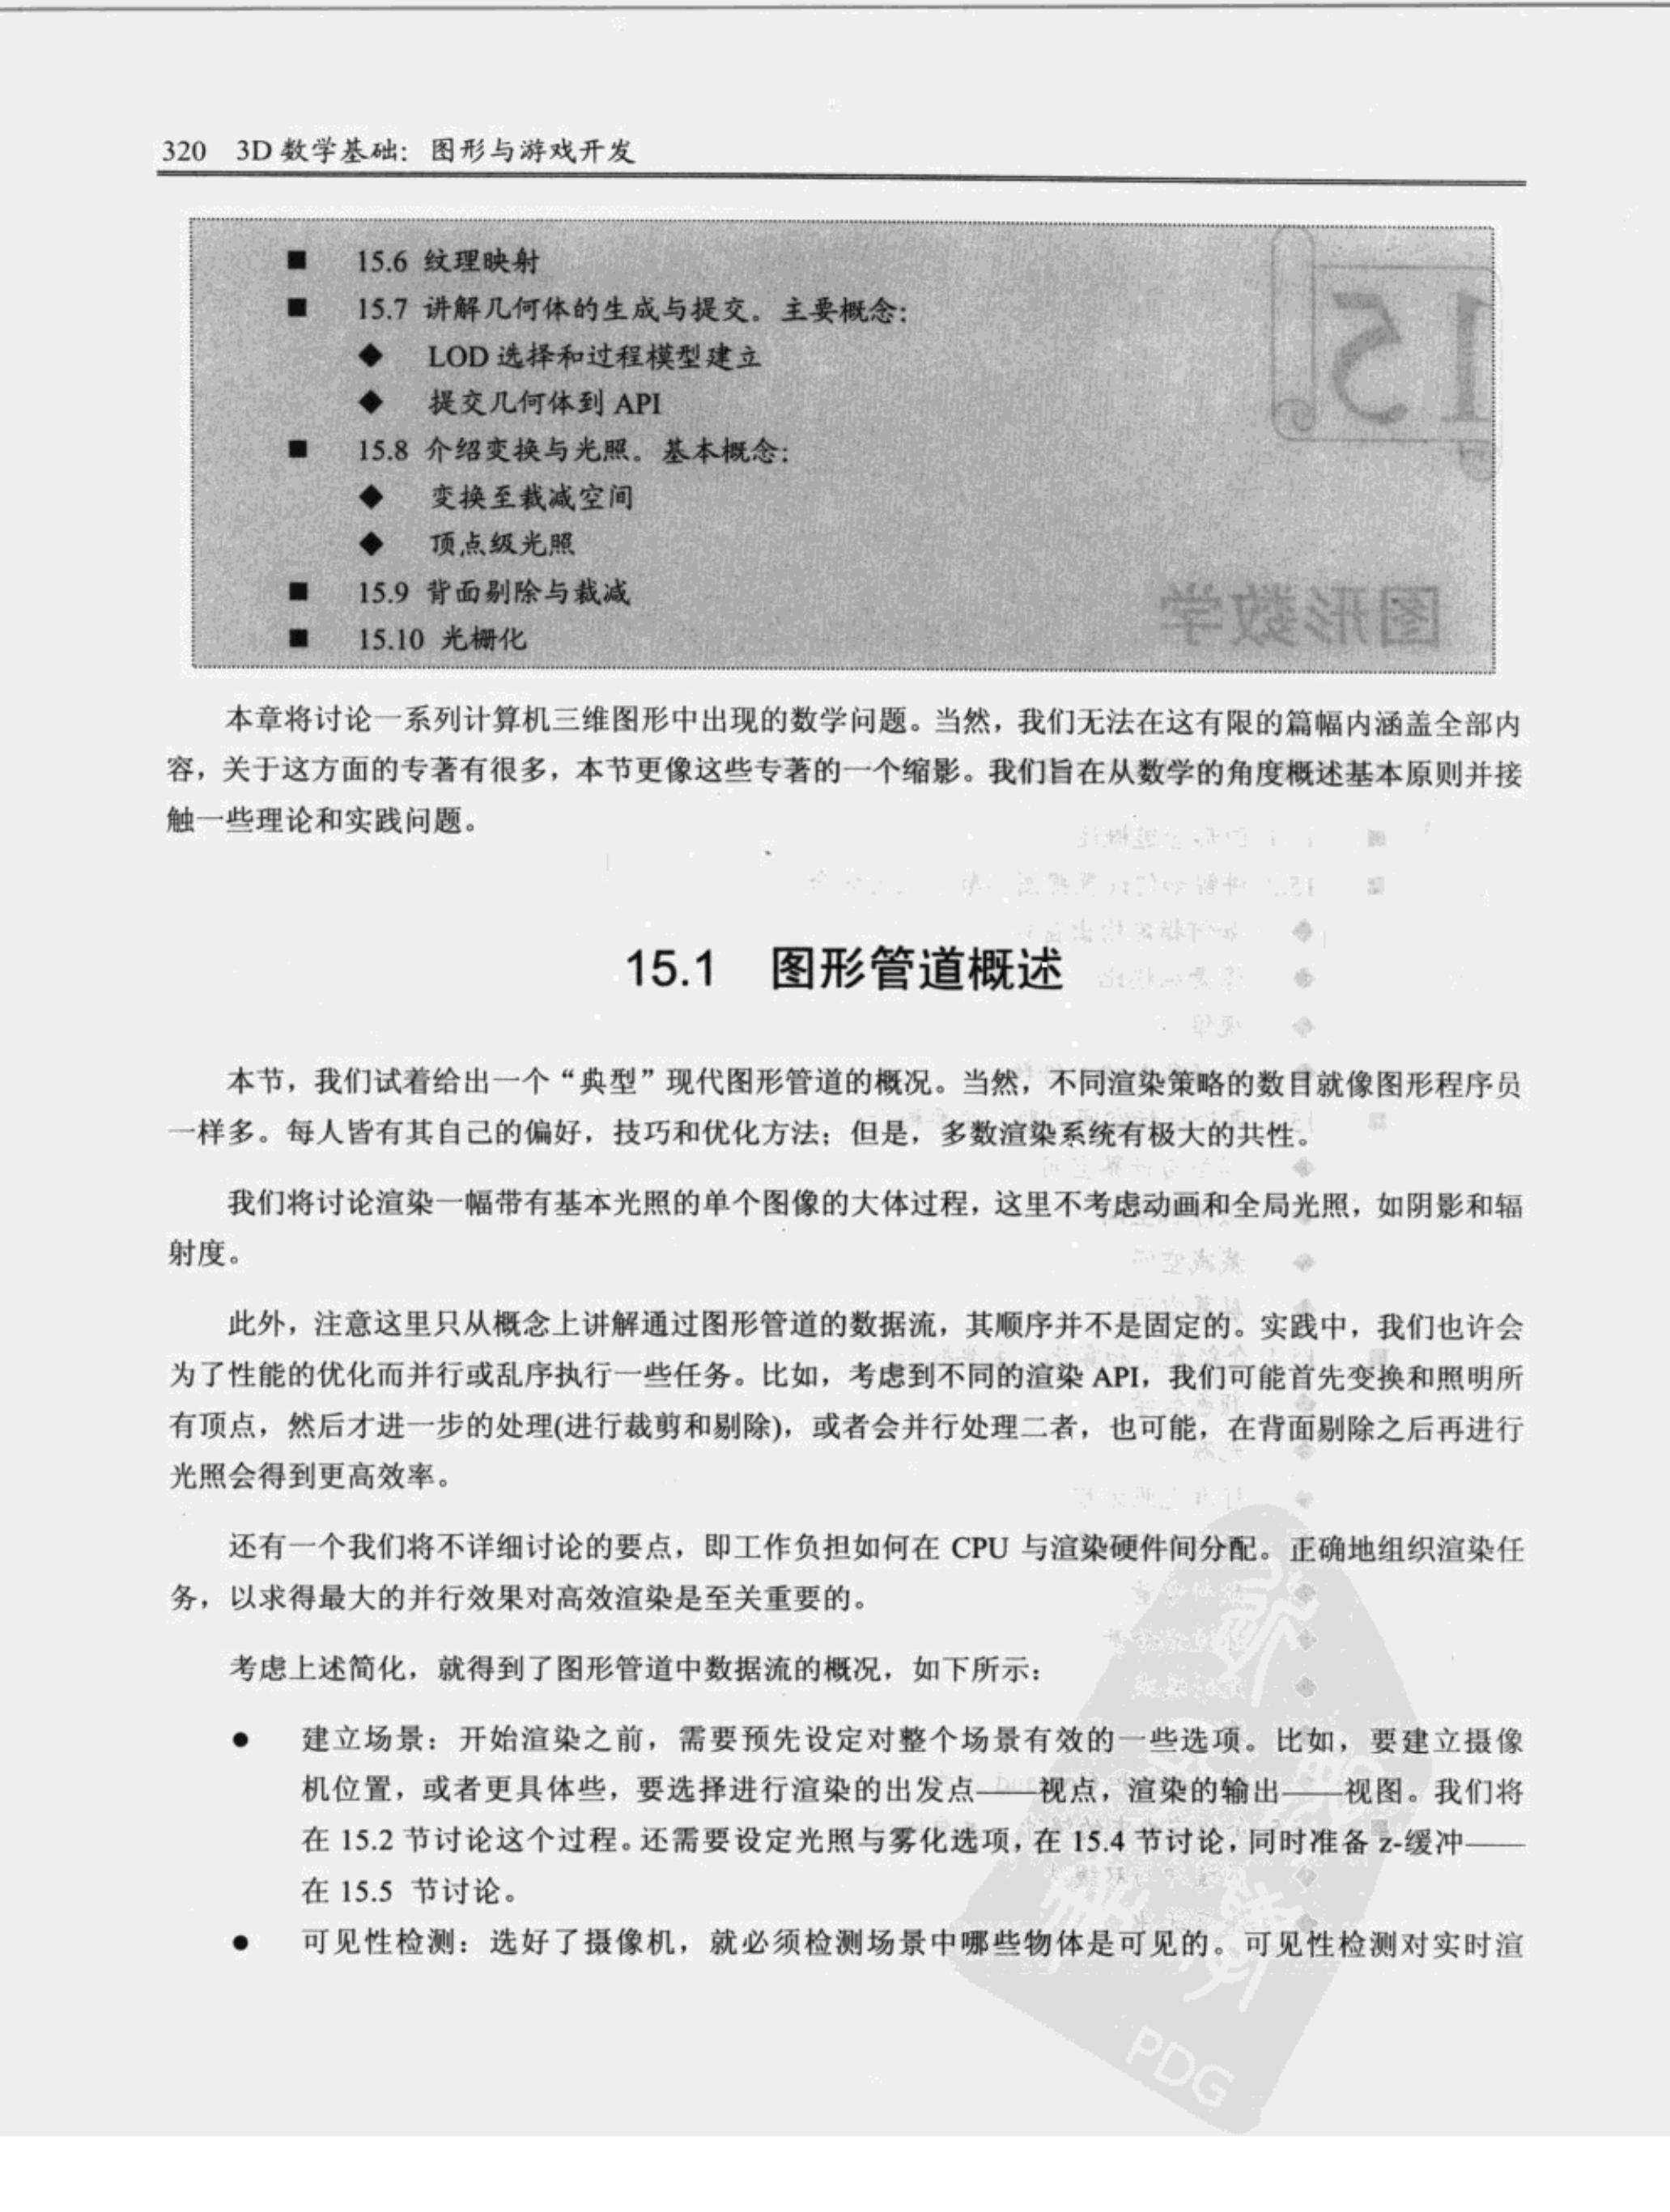 320 3D 数学基础：图形与游戏开发
■ 15.6 纹理映射
■ 15.7 讲解几何体的生成与提交。主要概念：
◆ LOD 选择和过程模型建立
◆ 提交几何体到 API
■ 15.8 介绍变换与光照。基本概念：
◆ 变换至裁减空间
◆ 顶点级光照
■ 15.9 背面剔除与裁减
■ 15.10 光栅化
15
图形数学
本章将讨论一系列计算机三维图形中出现的数学问题。当然，我们无法在这有限的篇幅内涵盖全部内
容，关于这方面的专著有很多，本节更像这些专著的一个缩影。我们旨在从数学的角度概述基本原则并接
触一些理论和实践问题。
15.1 图形管道概述
本节，我们试着给出一个“典型”现代图形管道的概况。当然，不同渲染策略的数目就像图形程序员
一样多。每人皆有其自己的偏好，技巧和优化方法；但是，多数渲染系统有极大的共性。
我们将讨论渲染一幅带有基本光照的单个图像的大体过程，这里不考虑动画和全局光照，如阴影和辐
射度。
此外，注意这里只从概念上讲解通过图形管道的数据流，其顺序并不是固定的。实践中，我们也许会
为了性能的优化而并行或乱序执行一些任务。比如，考虑到不同的渲染 API，我们可能首先变换和照明所
有顶点，然后才进一步的处理(进行裁剪和剔除)，或者会并行处理二者，也可能，在背面剔除之后再进行
光照会得到更高效率。
还有一个我们将不详细讨论的要点，即工作负担如何在 CPU 与渲染硬件间分配。正确地组织渲染任
务，以求得最大的并行效果对高效渲染是至关重要的。
考虑上述简化，就得到了图形管道中数据流的概况，如下所示：
● 建立场景：开始渲染之前，需要预先设定对整个场景有效的一些选项。比如，要建立摄像
机位置，或者更具体些，要选择进行渲染的出发点——视点，渲染的输出——视图。我们将
在 15.2 节讨论这个过程。还需要设定光照与雾化选项，在 15.4 节讨论，同时准备 z-缓冲——
在 15.5 节讨论。
● 可见性检测：选好了摄像机，就必须检测场景中哪些物体是可见的。可见性检测对实时渲
PDG